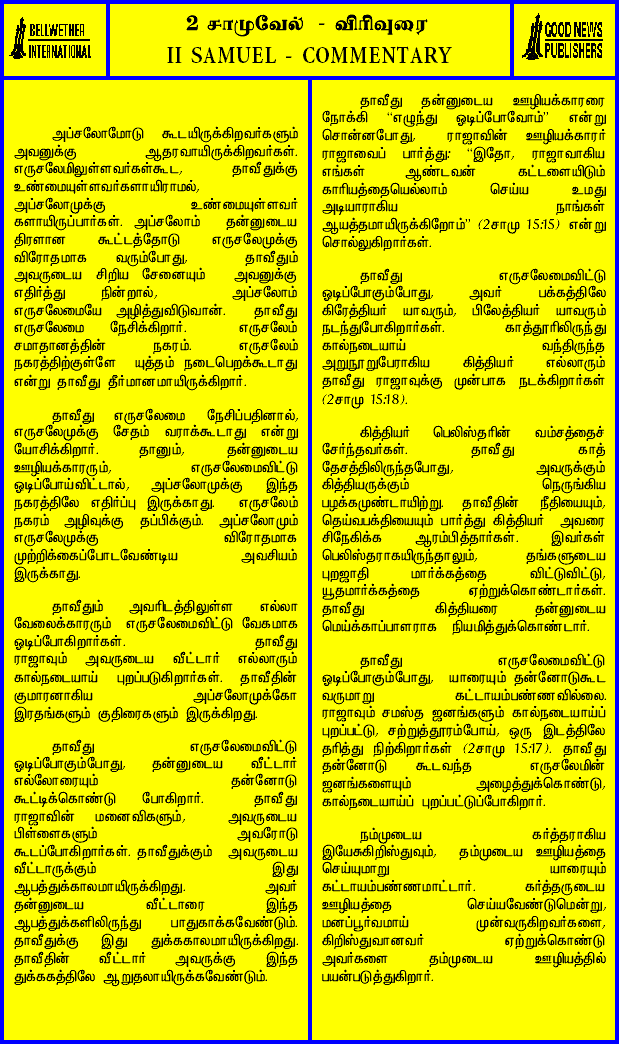 BELLWETHER
INTERNATIONAL
2 சாமுவேல் - விரிவுரை
II SAMUEL - COMMENTARY
GOOD NEWS
PUBLISHERS
அப்சலோமோடு கூடயிருக்கிறவர்களும்
அவனுக்கு ஆதரவாயிருக்கிறவர்கள்.
எருசலேமிலுள்ளவர்கள்கூட, தாவீதுக்கு
உண்மையுள்ளவர்களாயிராமல்,
அப்சலோமுக்கு உண்மையுள்ளவர்
களாயிருப்பார்கள். அப்சலோம் தன்னுடைய
திரளான கூட்டத்தோடு எருசலேமுக்கு
விரோதமாக வரும்போது, தாவீதும்
அவருடைய சிறிய சேனையும் அவனுக்கு
எதிர்த்து நின்றால், அப்சலோம்
எருசலேமையே அழித்துவிடுவான். தாவீது
எருசலேமை நேசிக்கிறார். எருசலேம்
சமாதானத்தின் நகரம். எருசலேம்
நகரத்திற்குள்ளே யுத்தம் நடைபெறக்கூடாது
என்று தாவீது தீர்மானமாயிருக்கிறார்.
தாவீது எருசலேமை நேசிப்பதினால்,
எருசலேமுக்கு சேதம் வராக்கூடாது என்று
யோசிக்கிறார். தானும், தன்னுடைய
ஊழியக்காரரும், எருசலேமைவிட்டு
ஓடிப்போய்விட்டால், அப்சலோமுக்கு இந்த
நகரத்திலே எதிர்ப்பு இருக்காது. எருசலேம்
நகரம் அழிவுக்கு தப்பிக்கும். அப்சலோமும்
எருசலேமுக்கு விரோதமாக
முற்றிக்கைப்போடவேண்டிய அவசியம்
இருக்காது.
தாவீதும் அவரிடத்திலுள்ள எல்லா
வேலைக்காரரும் எருசலேமைவிட்டு வேகமாக
ஓடிப்போகிறார்கள். தாவீது
ராஜாவும் அவருடைய வீட்டார் எல்லாரும்
கால்நடையாய் புறப்படுகிறார்கள். தாவீதின்
குமாரனாகிய அப்சலோமுக்கோ
இரதங்களும் குதிரைகளும் இருக்கிறது.
தாவீது எருசலேமைவிட்டு
ஓடிப்போகும்போது, தன்னுடைய வீட்டார்
எல்லோரையும் தன்னோடு
கூட்டிக்கொண்டு போகிறார். தாவீது
ராஜாவின் மனைவிகளும், அவருடைய
பிள்ளைகளும் அவரோடு
கூடப்போகிறார்கள். தாவீதுக்கும் அவருடைய
வீட்டாருக்கும் இது
ஆபத்துக்காலமாயிருக்கிறது. அவர்
தன்னுடைய வீட்டாரை இந்த
ஆபத்துக்களிலிருந்து பாதுகாக்கவேண்டும்.
தாவீதுக்கு இது துக்ககாலமாயிருக்கிறது.
தாவீதின் வீட்டார் அவருக்கு இந்த
துக்ககத்திலே ஆறுதலாயிருக்கவேண்டும்.
தாவீது தன்னுடைய ஊழியக்காரரை
நோக்கி “எழுந்து ஓடிப்போவோம்” என்று
சொன்னபோது, ராஜாவின் ஊழியக்காரர்
ராஜாவைப் பார்த்து: “இதோ, ராஜாவாகிய
எங்கள் ஆண்டவன் கட்டளையிடும்
காரியத்தையெல்லாம் செய்ய உமது
அடியாராகிய நாங்கள்
ஆயத்தமாயிருக்கிறோம்” (2சாமு 15:15) என்று
சொல்லுகிறார்கள்.
தாவீது எருசலேமைவிட்டு
ஓடிப்போகும்போது, அவர் பக்கத்திலே
கிரேத்தியர் யாவரும், பிலேத்தியர் யாவரும்
நடந்துபோகிறார்கள். காத்தூரிலிருந்து
கால்நடையாய் வந்திருந்த
அறுநூறுபேராகிய கித்தியர் எல்லாரும்
தாவீது ராஜாவுக்கு முன்பாக நடக்கிறார்கள்
(2சாமு 15:18).
கித்தியர் பெலிஸ்தரின் வம்சத்தைச்
சேர்ந்தவர்கள். தாவீது காத்
தேசத்திலிருந்தபோது, அவருக்கும்
கித்தியருக்கும் நெருங்கிய
பழக்கமுண்டாயிற்று. தாவீதின் நீதியையும்,
தெய்வபக்தியையும் பார்த்து கித்தியர் அவரை
சிநேகிக்க ஆரம்பித்தார்கள். இவர்கள்
பெலிஸ்தராகயிருந்தாலும், தங்களுடைய
புறஜாதி மார்க்கத்தை விட்டுவிட்டு,
யூதமார்க்கத்தை ஏற்றுக்கொண்டார்கள்.
தாவீது கித்தியரை தன்னுடைய
மெய்க்காப்பாளராக நியமித்துக்கொண்டார்.
தாவீது எருசலேமைவிட்டு
ஓடிப்போகும்போது, யாரையும் தன்னோடுகூட
வருமாறு கட்டாயம்பண்ணவில்லை.
ராஜாவும் சமஸ்த ஜனங்களும் கால்நடையாய்ப்
புறப்பட்டு, சற்றுத்தூரம்போய், ஒரு இடத்திலே
தரித்து நிற்கிறார்கள் (2சாமு 15:17). தாவீது
தன்னோடு கூடவந்த எருசலேமின்
ஜனங்களையும் அழைத்துக்கொண்டு,
கால்நடையாய்ப் புறப்பட்டுப்போகிறார்.
நம்முடைய கர்த்தராகிய
இயேசுகிறிஸ்துவும், தம்முடைய ஊழியத்தை
செய்யுமாறு யாரையும்
கட்டாயம்பண்ணமாட்டார். கர்த்தருடைய
ஊழியத்தை செய்யவேண்டுமென்று,
மனப்பூர்வமாய் முன்வருகிறவர்களை,
கிறிஸ்துவானவர் ஏற்றுக்கொண்டு
அவர்களை தம்முடைய ஊழியத்தில்
பயன்படுத்துகிறார்.